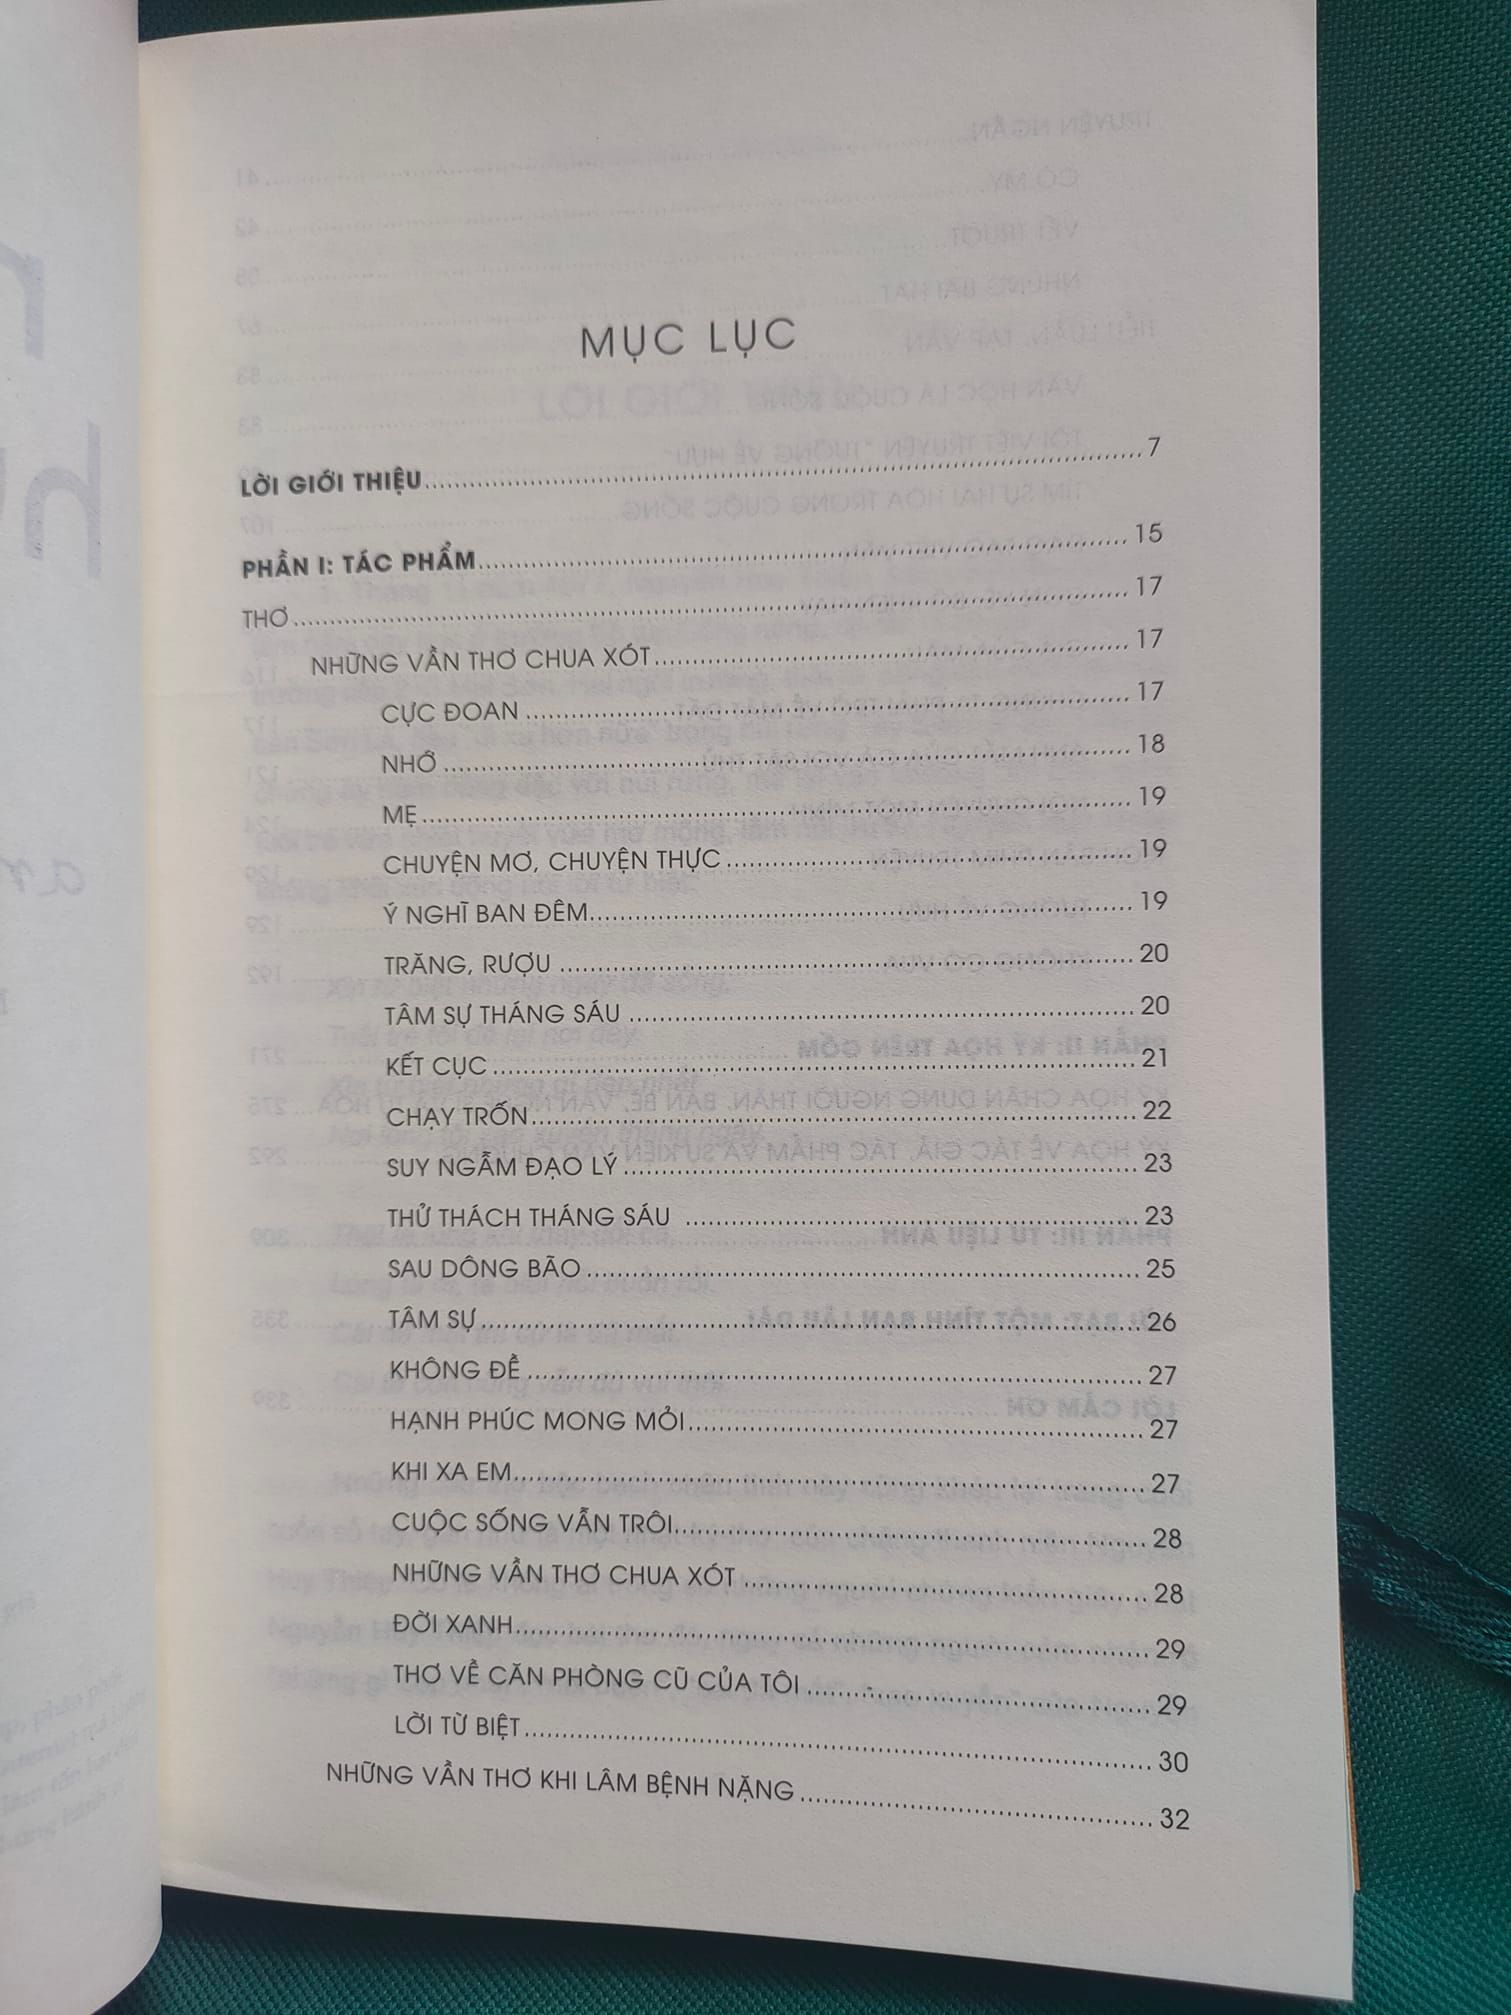 MỤC LỤC
LỜI GIỚI THIỆU 7
PHẦN I: TÁC PHẨM 15
THƠ 17
NHỮNG VẦN THƠ CHUA XÓT 17
CỰC ĐOAN 17
NHỚ 18
MẸ 19
CHUYỆN MƠ, CHUYỆN THỰC 19
Ý NGHĨ BAN ĐÊM 19
TRĂNG, RƯỢU 20
TÂM SỰ THÁNG SÁU 20
KẾT CỤC 21
CHẠY TRỐN 22
SUY NGẪM ĐẠO LÝ 23
THỬ THÁCH THÁNG SÁU 23
SAU DÔNG BÃO 25
TÂM SỰ 26
KHÔNG ĐỀ 27
HẠNH PHÚC MONG MỎI 27
KHI XA EM 27
CUỘC SỐNG VẪN TRÔI 28
NHỮNG VẦN THƠ CHUA XÓT 28
ĐỜI XANH 29
THƠ VỀ CĂN PHÒNG CŨ CỦA TÔI 29
LỜI TỪ BIỆT 30
NHỮNG VẦN THƠ KHI LÂM BỆNH NẶNG 32